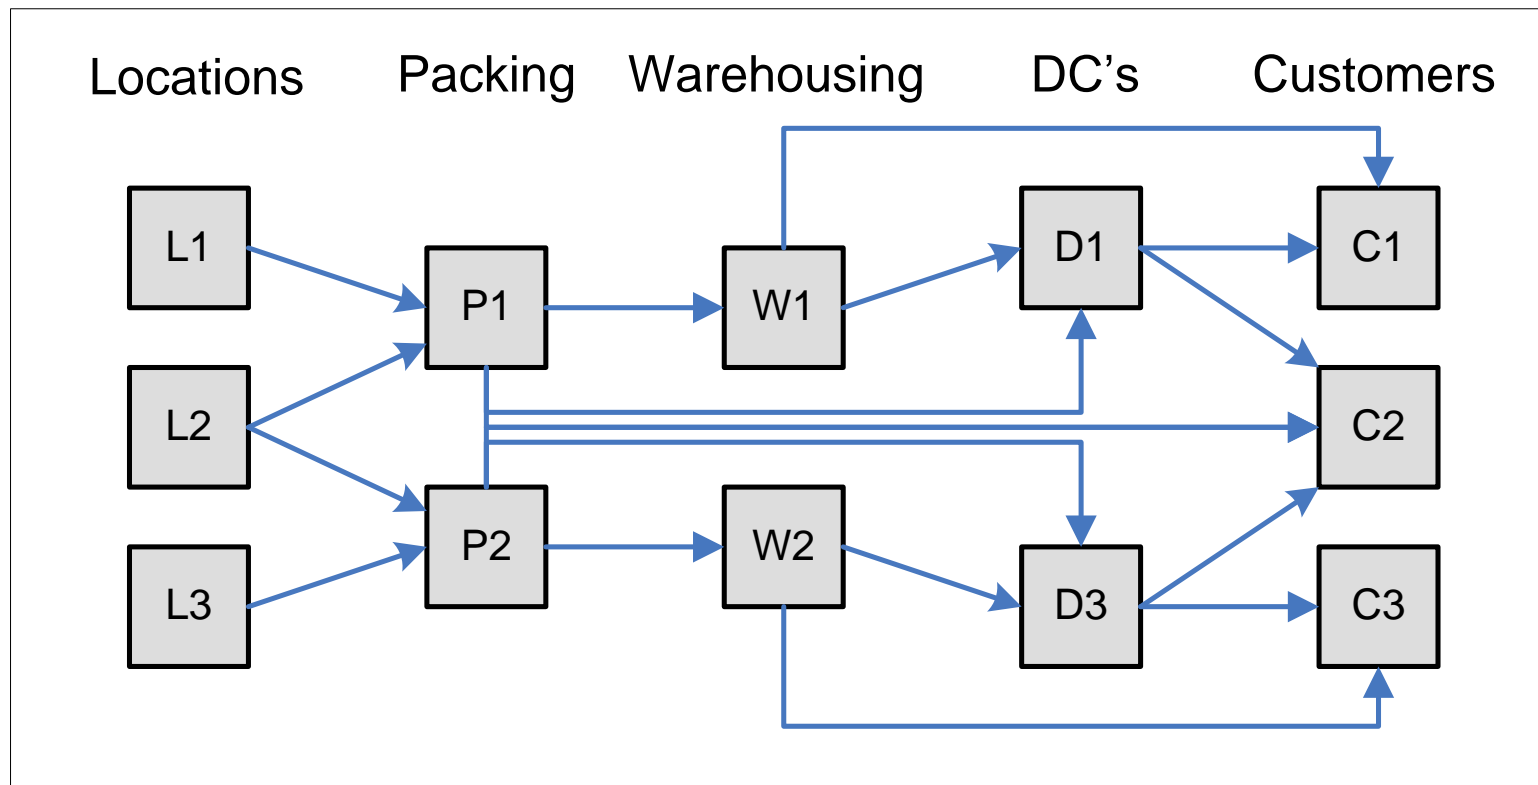 Locations Packing Warehousing DC's Customers
L1 P1 W1 D1 C1
L2 C2
P2 W2
L3 D3 C3